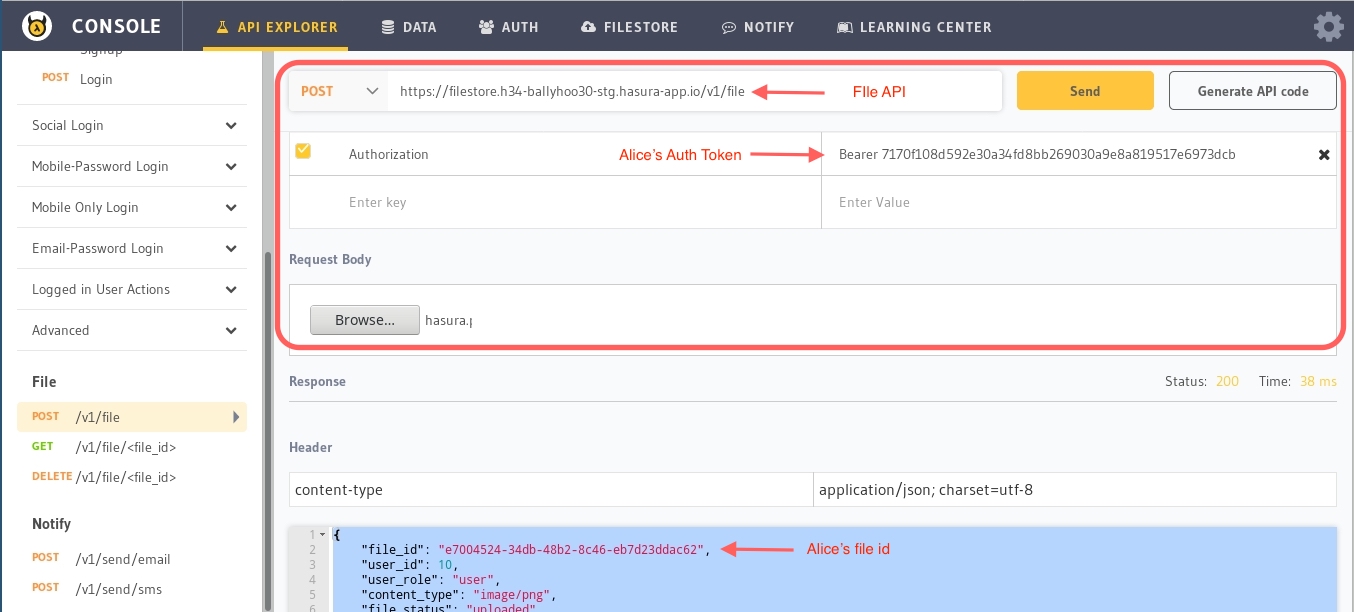 CONSOLE
API EXPLORER
DATA
AUTH
FILESTORE
NOTIFY
LEARNING CENTER
Signup
POST Login
Social Login
Mobile-Password Login
Mobile Only Login
Email-Password Login
Logged in User Actions
Advanced
File
POST /v1/file
GET /v1/file/<file_id>
DELETE /v1/file/<file_id>
Notify
POST /v1/send/email
POST /v1/send/sms
POST https://filestore.h34-ballyhoo30-stg.hasura-app.io/v1/file FIle API Send Generate API code
Authorization Alice's Auth Token Bearer 7170f108d592e30a34fd8bb269030a9e8a819517e6973dcb
Enter key Enter Value
Request Body
Browse... hasura.p
Response Status: 200 Time: 38 ms
Header
content-type application/json; charset=utf-8
1 {
2 "file_id": "e7004524-34db-48b2-8c46-eb7d23ddac62", Alice's file id
3 "user_id": 10,
4 "user_role": "user",
5 "content_type": "image/png",
6 "file_status": "uploaded"